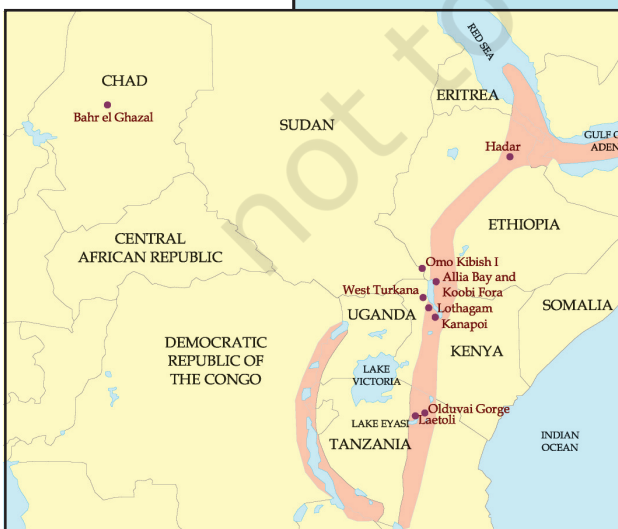 RED SEA
CHAD
Bahr el Ghazal
ERITREA
SUDAN
GULF O
ADEN
Hadar
ETHIOPIA
CENTRAL
AFRICAN REPUBLIC
Omo Kibish I
Allia Bay and
Koobi Fora
West Turkana
SOMALIA
UGANDA
Lothagam
Kanapoi
DEMOCRATIC
REPUBLIC OF
THE CONGO
KENYA
LAKE
VICTORIA
Olduvai Gorge
LAKE EYASI
Laetoli
TANZANIA
INDIAN
OCEAN
not to